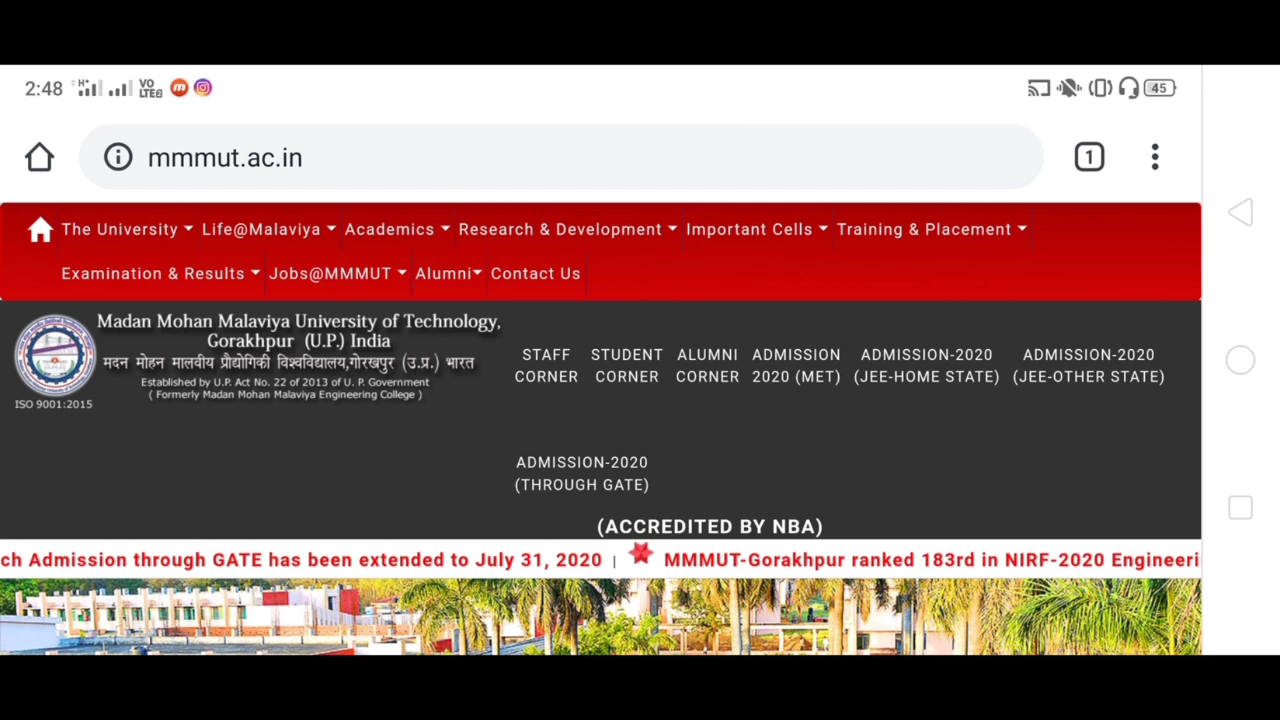 2:48 H+ VO LTE2 45
mmmut.ac.in 1
The University Life@Malaviya Academics Research & Development Important Cells Training & Placement
Examination & Results Jobs@MMMUT Alumni Contact Us
Madan Mohan Malaviya University of Technology,
Gorakhpur (U.P.) India
मदन मोहन मालवीय प्रौद्योगिकी विश्वविद्यालय,गोरखपुर (उ.प्र.) भारत
Established by U.P. Act No. 22 of 2013 of U. P. Government
( Formerly Madan Mohan Malaviya Engineering College )
ISO 9001:2015
STAFF CORNER
STUDENT CORNER
ALUMNI CORNER
ADMISSION 2020 (MET)
ADMISSION-2020 (JEE-HOME STATE)
ADMISSION-2020 (JEE-OTHER STATE)
ADMISSION-2020
(THROUGH GATE)
(ACCREDITED BY NBA)
ch Admission through GATE has been extended to July 31, 2020 | MMMUT-Gorakhpur ranked 183rd in NIRF-2020 Engineeri